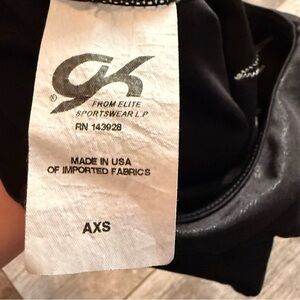 GK
®
FROM ELITE
SPORTSWEAR L.P
RN 143928
MADE IN USA
OF IMPORTED FABRICS
AXS